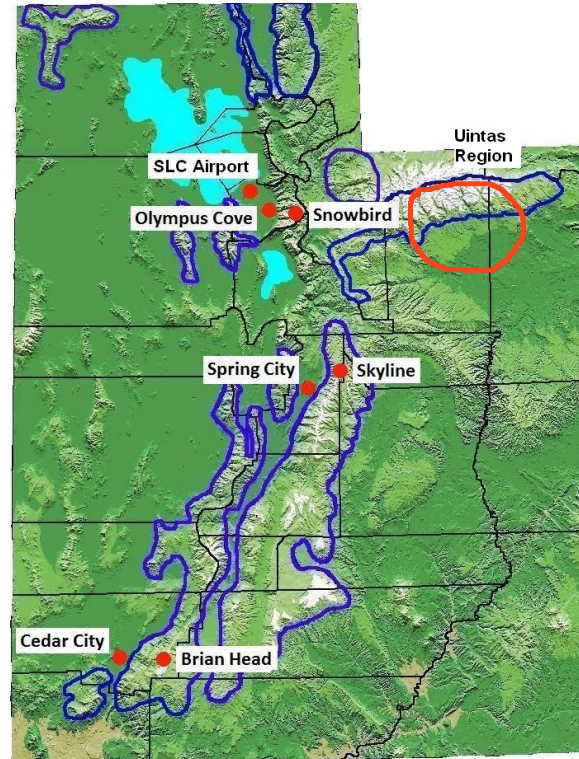 Uintas
Region
SLC Airport
Olympus Cove
Snowbird
Spring City
Skyline
Cedar City
Brian Head